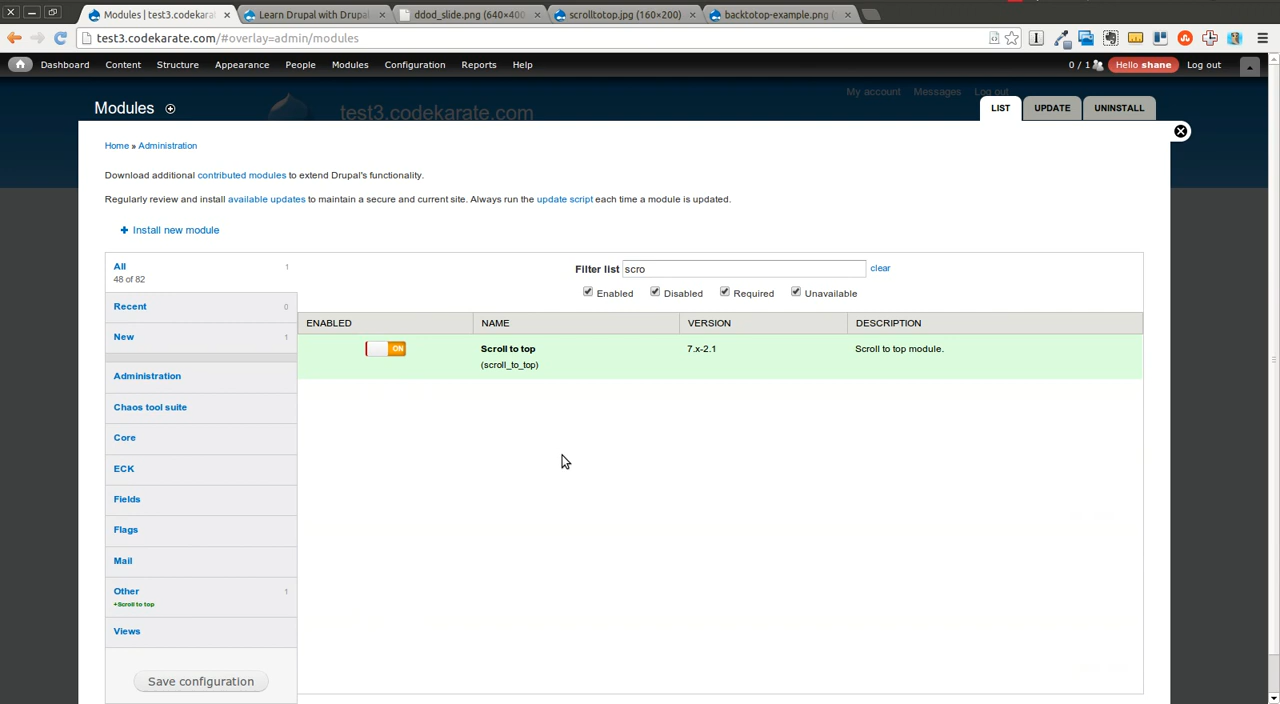 Modules | test3.codekarat
Learn Drupal with Drupal
ddod_slide.png (640×400
scrolltotop.jpg (160×200)
backtotop-example.png (
test3.codekarate.com/#overlay=admin/modules
Dashboard Content Structure Appearance People Modules Configuration Reports Help
0 / 1 Hello shane Log out
My account Messages Log out
Modules
test3.codekarate.com
LIST UPDATE UNINSTALL
Home » Administration
Download additional contributed modules to extend Drupal's functionality.
Regularly review and install available updates to maintain a secure and current site. Always run the update script each time a module is updated.
+ Install new module
All 1
48 of 82
Recent 0
New 1
Administration
Chaos tool suite
Core
ECK
Fields
Flags
Mail
Other 1
+Scroll to top
Views
Save configuration
Filter list scro clear
Enabled Disabled Required Unavailable
ENABLED NAME VERSION DESCRIPTION
ON Scroll to top 7.x-2.1 Scroll to top module.
(scroll_to_top)